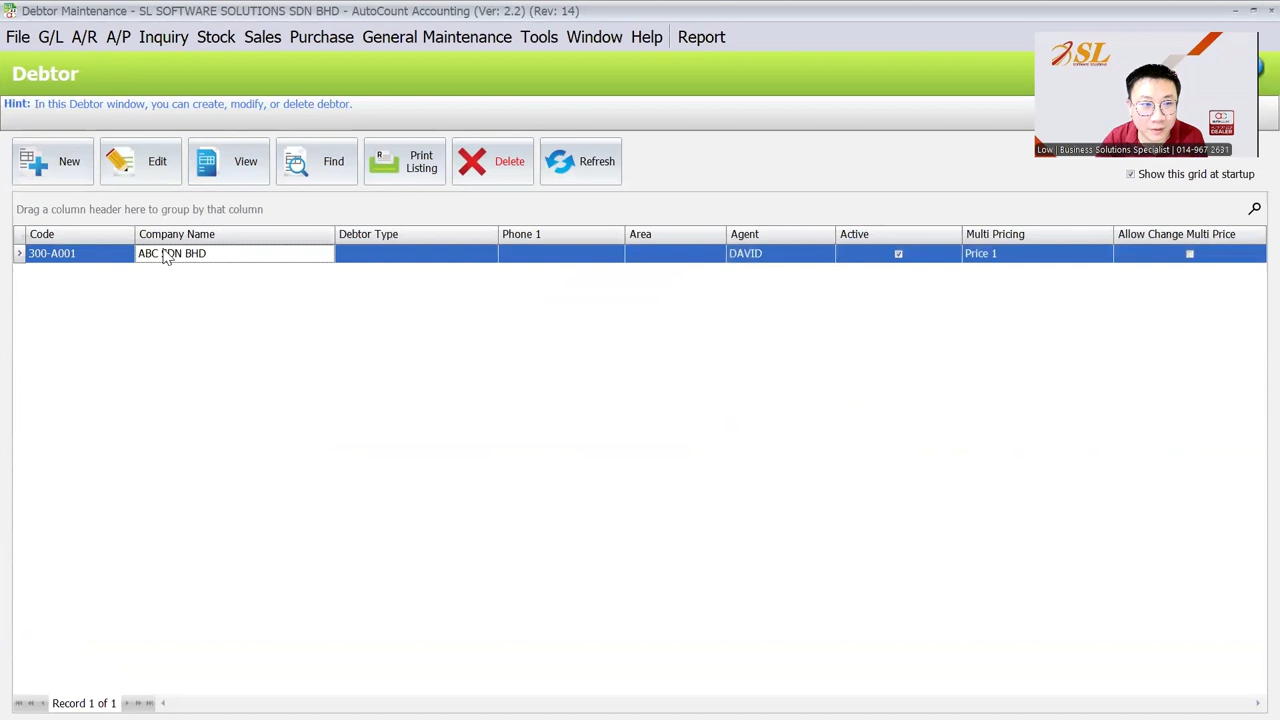 Debtor Maintenance - SL SOFTWARE SOLUTIONS SDN BHD - AutoCount Accounting (Ver: 2.2) (Rev: 14)
File G/L A/R A/P Inquiry Stock Sales Purchase General Maintenance Tools Window Help Report
SL
Debtor
Hint: In this Debtor window, you can create, modify, or delete debtor.
DEALER
Low | Business Solutions Specialist | 014-967 2631
New Edit View Find Print Listing Delete Refresh
Show this grid at startup
Drag a column header here to group by that column
Code Company Name Debtor Type Phone 1 Area Agent Active Multi Pricing Allow Change Multi Price
300-A001 ABC SDN BHD DAVID Price 1
Record 1 of 1